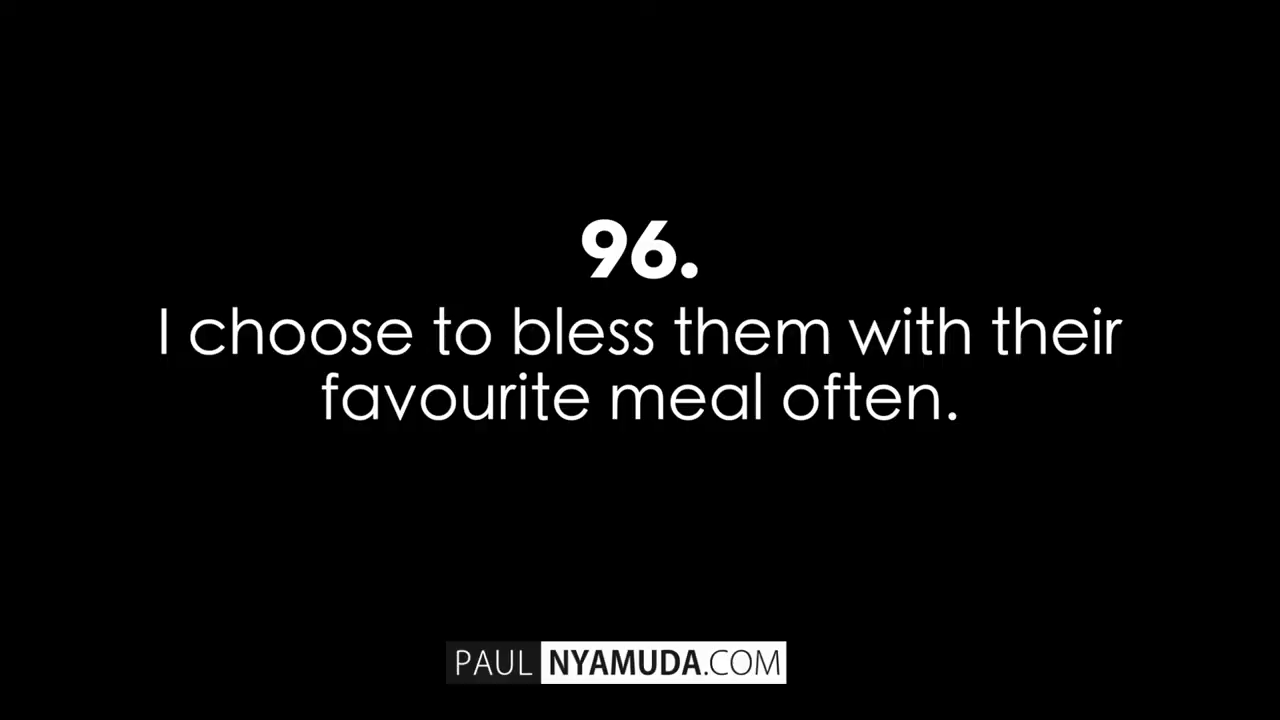 96.
I choose to bless them with their
favourite meal often.
PAUL NYAMUDA.COM